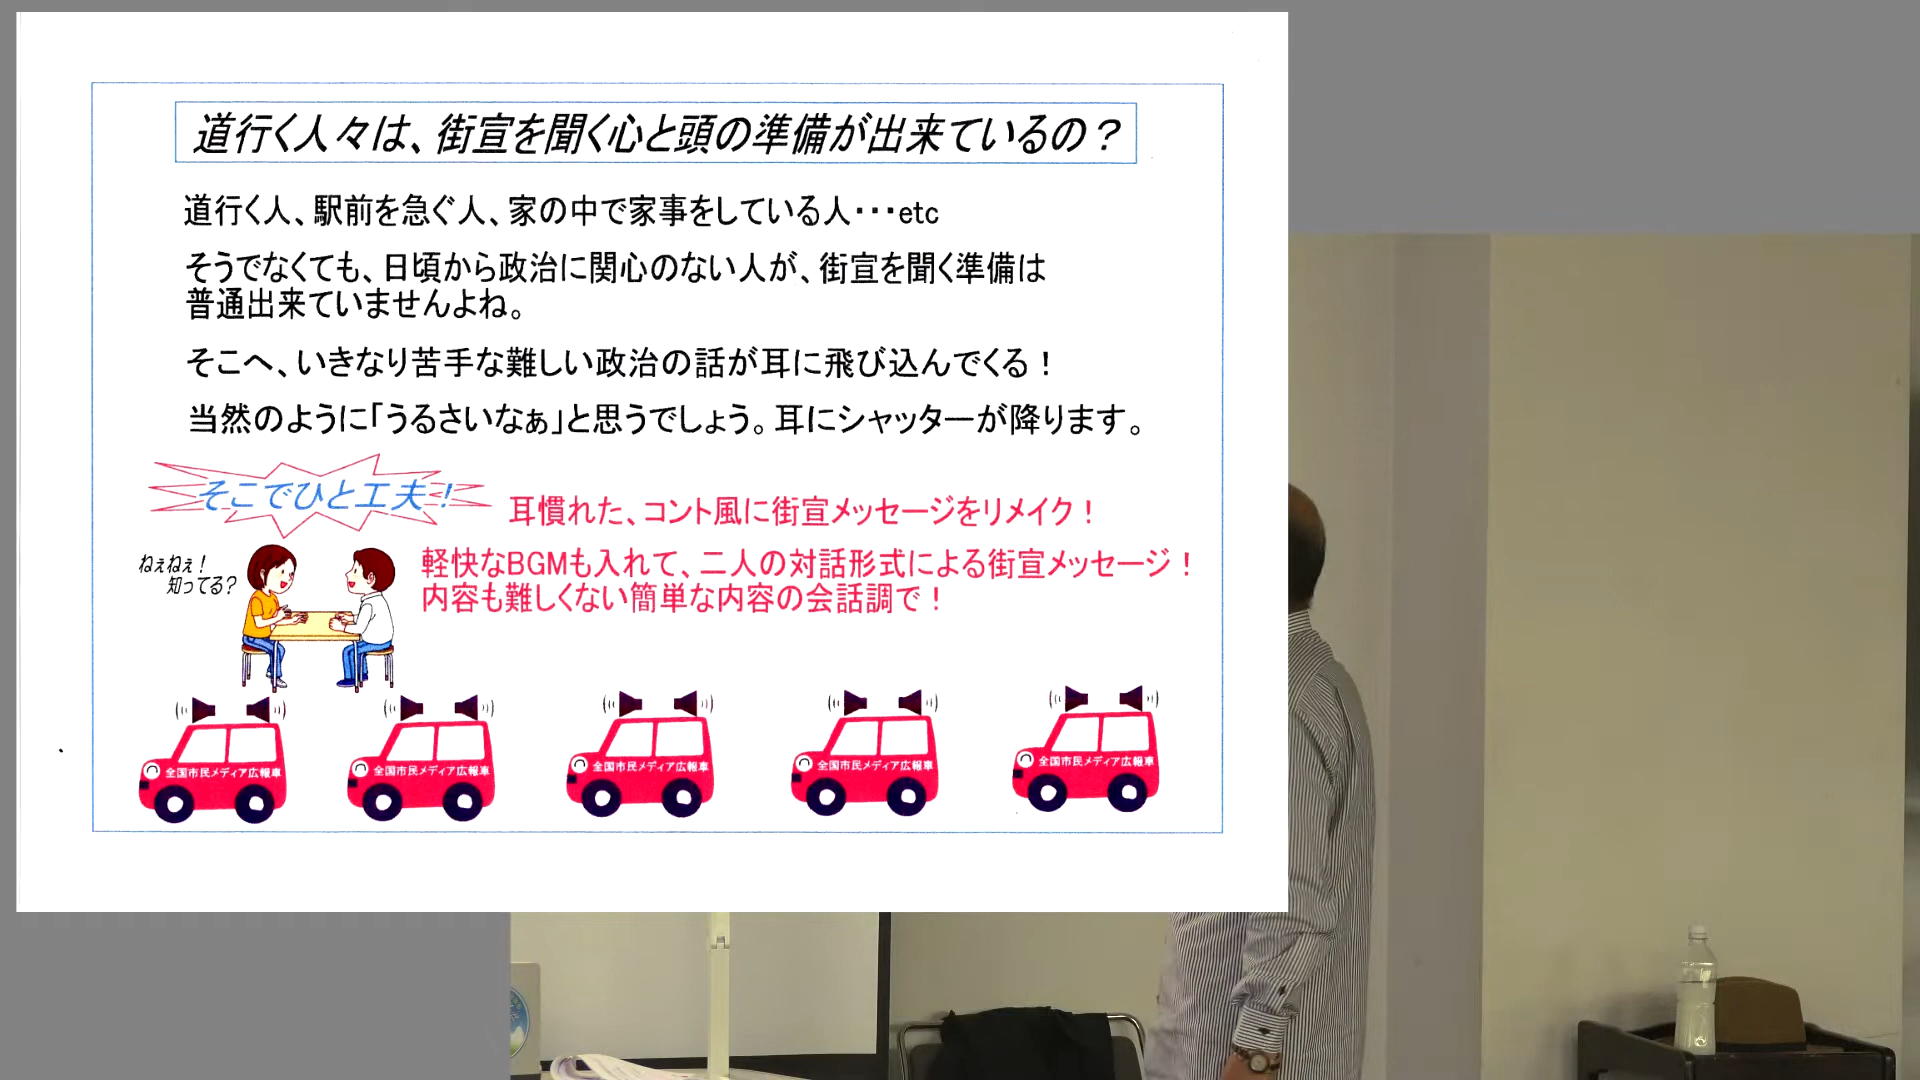 道行く人々は、街宣を聞く心と頭の準備が出来ているの？
道行く人、駅前を急ぐ人、家の中で家事をしている人・・・etc
そうでなくても、日頃から政治に関心のない人が、街宣を聞く準備は
普通出来ていませんよね。
そこへ、いきなり苦手な難しい政治の話が耳に飛び込んでくる！
当然のように「うるさいなぁ」と思うでしょう。耳にシャッターが降ります。
そこでひと工夫！
耳慣れた、コント風に街宣メッセージをリメイク！
ねぇねぇ！
知ってる？
軽快なBGMも入れて、二人の対話形式による街宣メッセージ！
内容も難しくない簡単な内容の会話調で！
全国市民メディア広報車
全国市民メディア広報車
全国市民メディア広報車
全国市民メディア広報車
全国市民メディア広報車